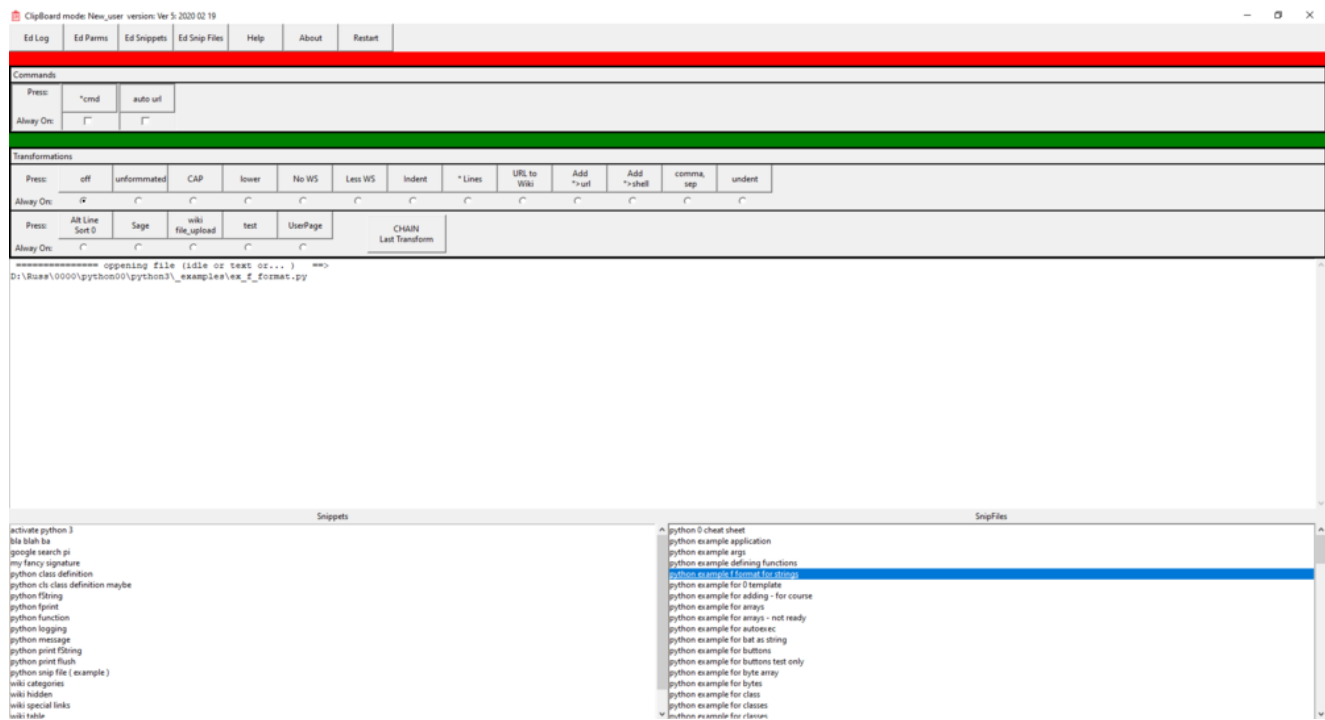 ClipBoard mode: New_user version: Ver 5: 2020 02 19
Ed Log Ed Parms Ed Snippets Ed Snip Files Help About Restart
Commands
Press: *cmd auto url
Alway On:
Transformations
Press: off unformmated CAP lower No WS Less WS Indent * Lines URL to Wiki Add *>url Add *>shell comma, sep undent
Alway On:
Press: Alt Line Sort 0 Sage wiki file_upload test UserPage CHAIN Last Transform
Alway On:
=============== oppening file (idle or text or... ) ==>
D:\Russ\0000\python00\python3\_examples\ex_f_format.py
Snippets
activate python 3
bla blah ba
google search pi
my fancy signature
python class definition
python cls class definition maybe
python fString
python fprint
python function
python logging
python message
python print fString
python print flush
python snip file ( example )
wiki categories
wiki hidden
wiki special links
wiki table
SnipFiles
python 0 cheat sheet
python example application
python example args
python example defining functions
python example f format for strings
python example for 0 template
python example for adding - for course
python example for arrays
python example for arrays - not ready
python example for autoexec
python example for bat as string
python example for buttons
python example for buttons test only
python example for byte array
python example for bytes
python example for class
python example for classes
python example for classes